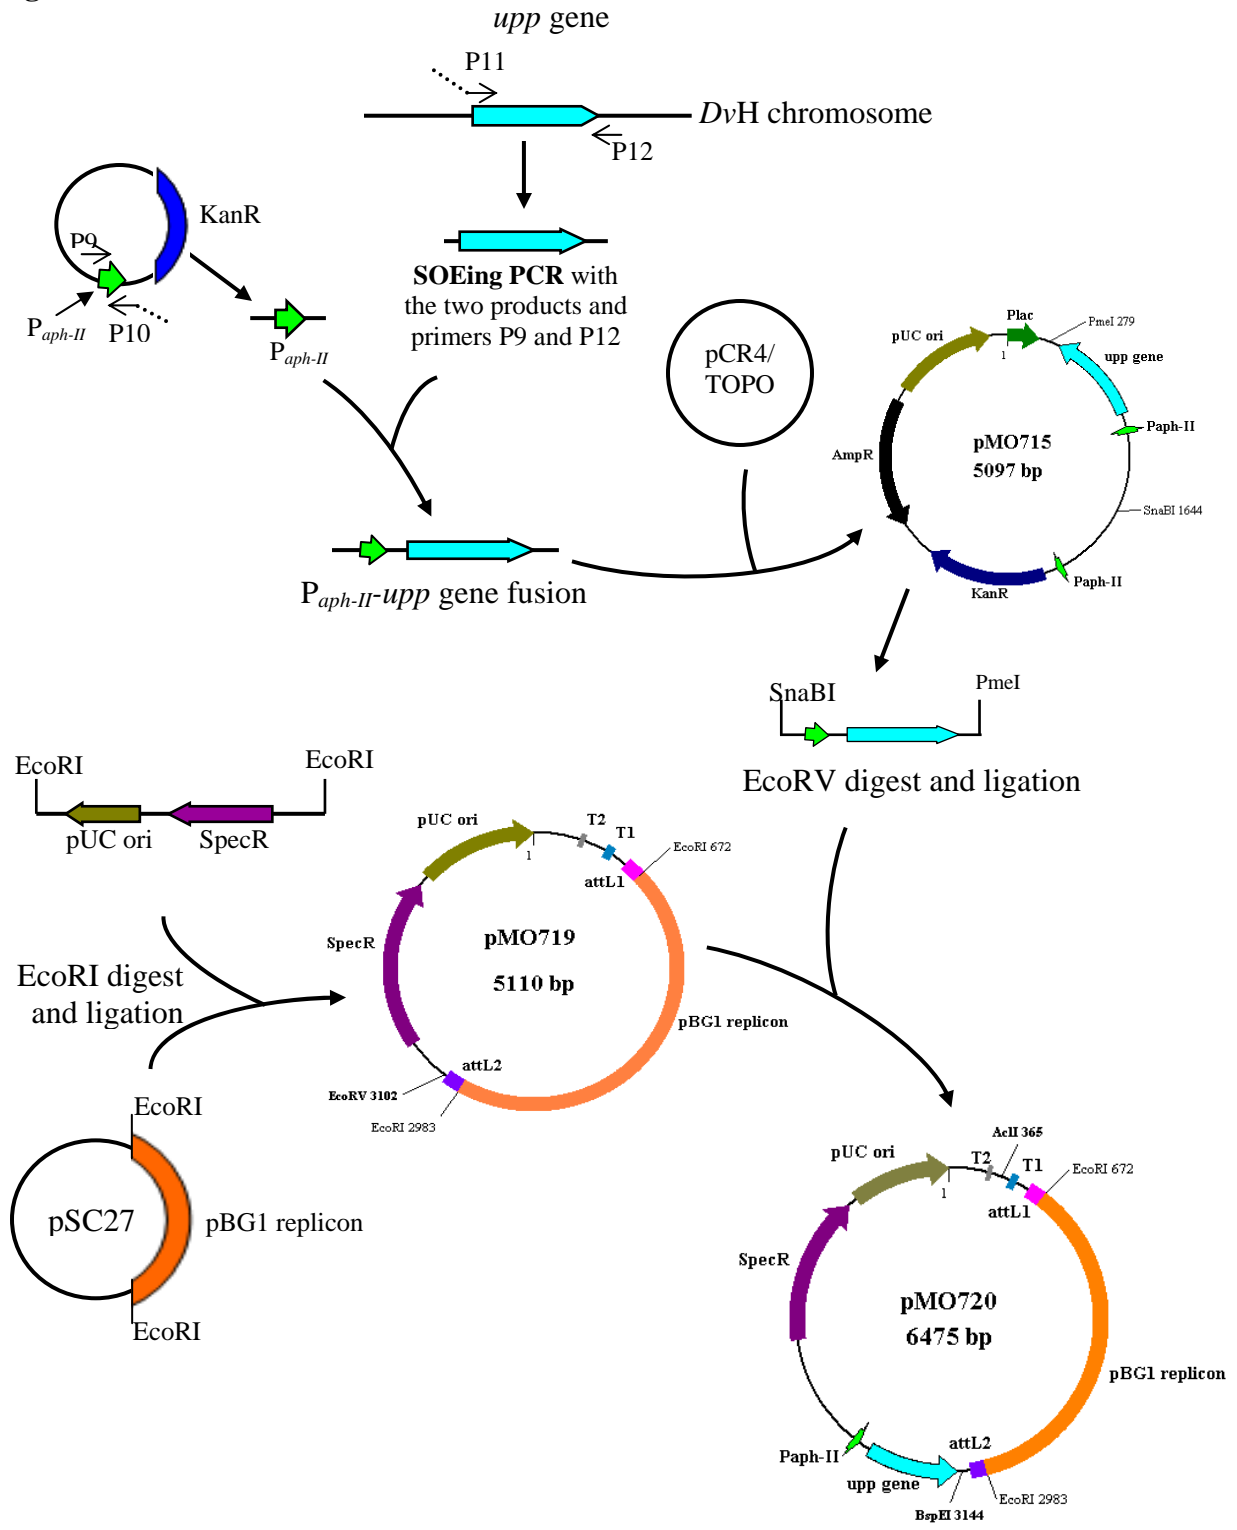 upp gene
P11
DvH chromosome
P12
KanR
P9
P10
Paph-II
Paph-II
SOEing PCR with
the two products and
primers P9 and P12
pCR4/
TOPO
Plac
PmeI 279
pUC ori
1
upp gene
Paph-II
AmpR
pMO715
5097 bp
SnaBI 1644
Paph-II
KanR
Paph-II-upp gene fusion
SnaBI
PmeI
EcoRV digest and ligation
EcoRI
EcoRI
pUC ori
SpecR
pUC ori
T2
T1
EcoRI 672
1
attL1
SpecR
pMO719
5110 bp
pBG1 replicon
attL2
EcoRV 3102
EcoRI 2983
EcoRI digest
and ligation
EcoRI
pSC27
pBG1 replicon
EcoRI
AclI 365
pUC ori
T2
T1
EcoRI 672
1
attL1
SpecR
pMO720
6475 bp
pBG1 replicon
Paph-II
attL2
upp gene
EcoRI 2983
BspEI 3144